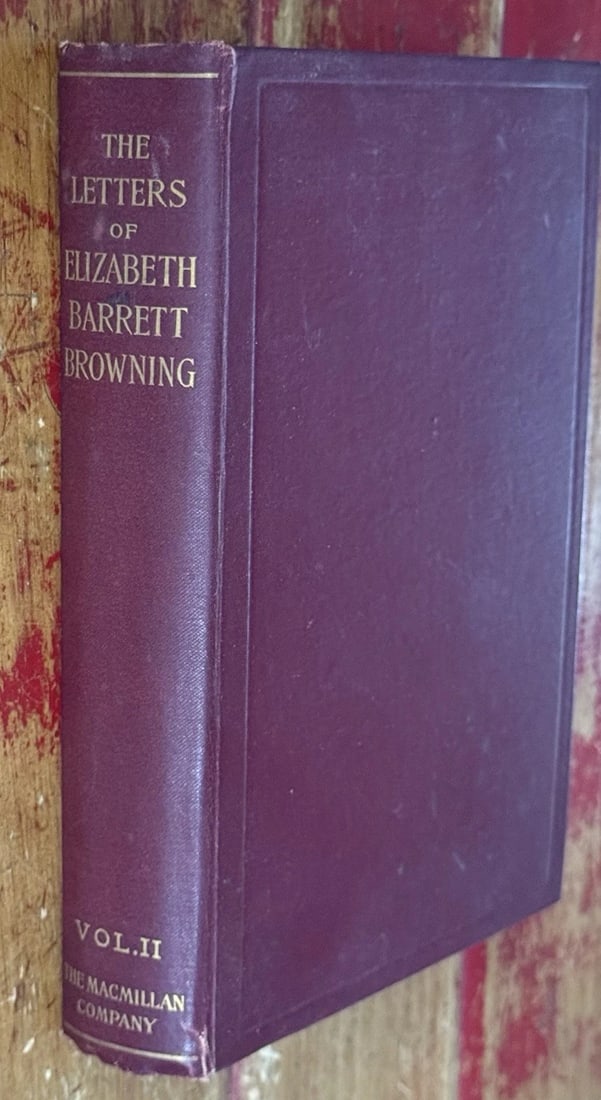 THE
LETTERS
OF
ELIZABETH
BARRETT
BROWNING
VOL.II
THE MACMILLAN
COMPANY